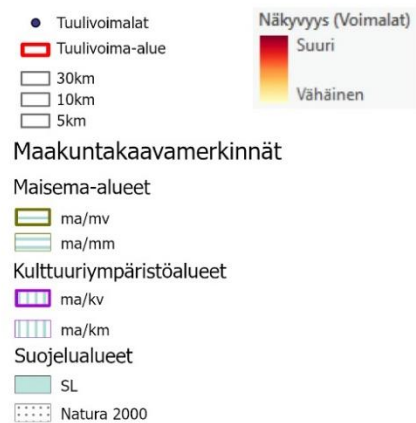 Tuulivoimalat
Tuulivoima-alue
30km
10km
5km
Näkyvyys (Voimalat)
Suuri
Vähäinen
Maakuntakaavamerkinnät
Maisema-alueet
ma/mv
ma/mm
Kulttuuriympäristöalueet
ma/kv
ma/km
Suojelualueet
SL
Natura 2000